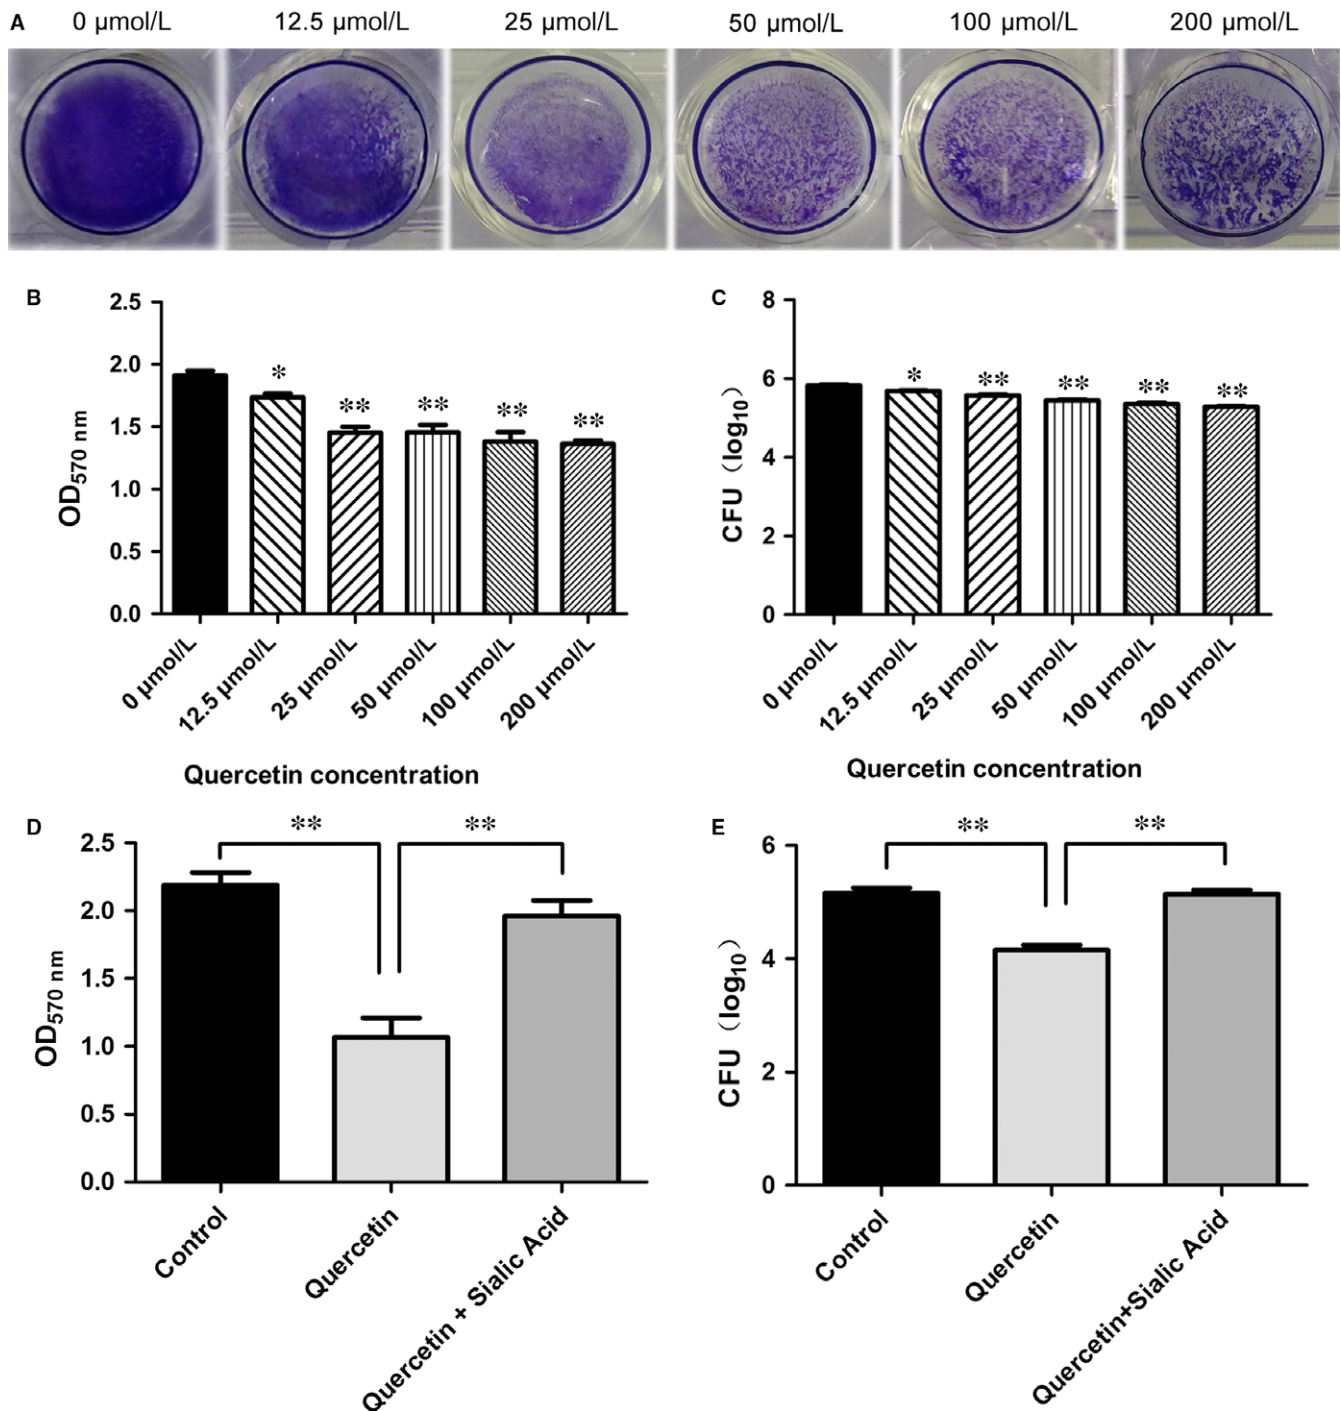 A 0 µmol/L 12.5 µmol/L 25 µmol/L 50 µmol/L 100 µmol/L 200 µmol/L
B
2.5
2.0
1.5
1.0
0.5
0.0
OD570 nm
* ** ** ** **
0 µmol/L
12.5 µmol/L
25 µmol/L
50 µmol/L
100 µmol/L
200 µmol/L
Quercetin concentration
C
8
6
4
2
0
CFU（log10）
* ** ** ** **
0 µmol/L
12.5 µmol/L
25 µmol/L
50 µmol/L
100 µmol/L
200 µmol/L
Quercetin concentration
D
2.5
2.0
1.5
1.0
0.5
0.0
OD570 nm
** **
Control
Quercetin
Quercetin + Sialic Acid
E
6
4
2
0
CFU（log10）
** **
Control
Quercetin
Quercetin+Sialic Acid